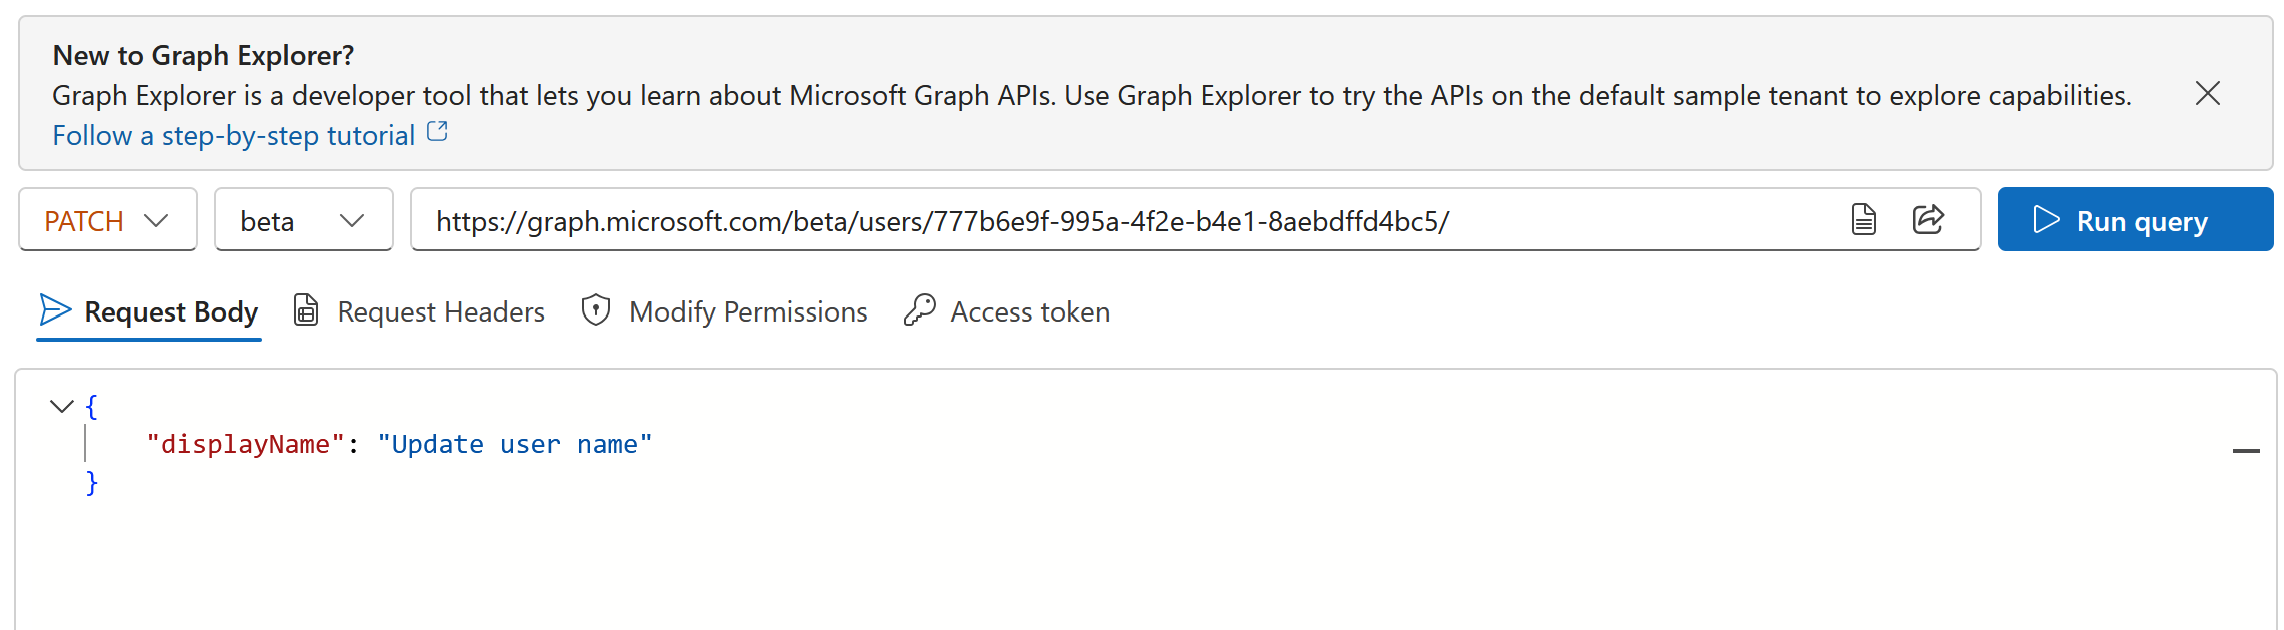 New to Graph Explorer?
Graph Explorer is a developer tool that lets you learn about Microsoft Graph APIs. Use Graph Explorer to try the APIs on the default sample tenant to explore capabilities.
Follow a step-by-step tutorial
PATCH beta https://graph.microsoft.com/beta/users/777b6e9f-995a-4f2e-b4e1-8aebdffd4bc5/ Run query
Request Body Request Headers Modify Permissions Access token
{
    "displayName": "Update user name"
}